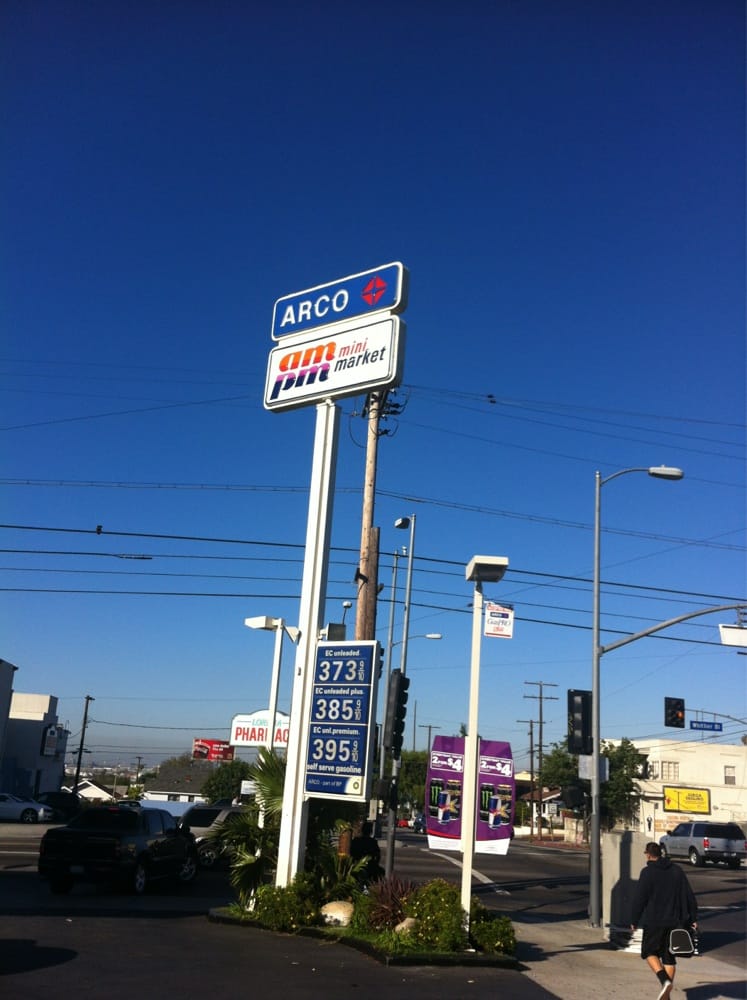 ARCO
am pm mini market
EC unleaded
373 9/10
EC unleaded plus
385 9/10
EC unl.premium
395 9/10
self serve gasoline
ARCO - part of BP
PHARMAC
2 FOR $4
2 FOR $4
Whittier Bl